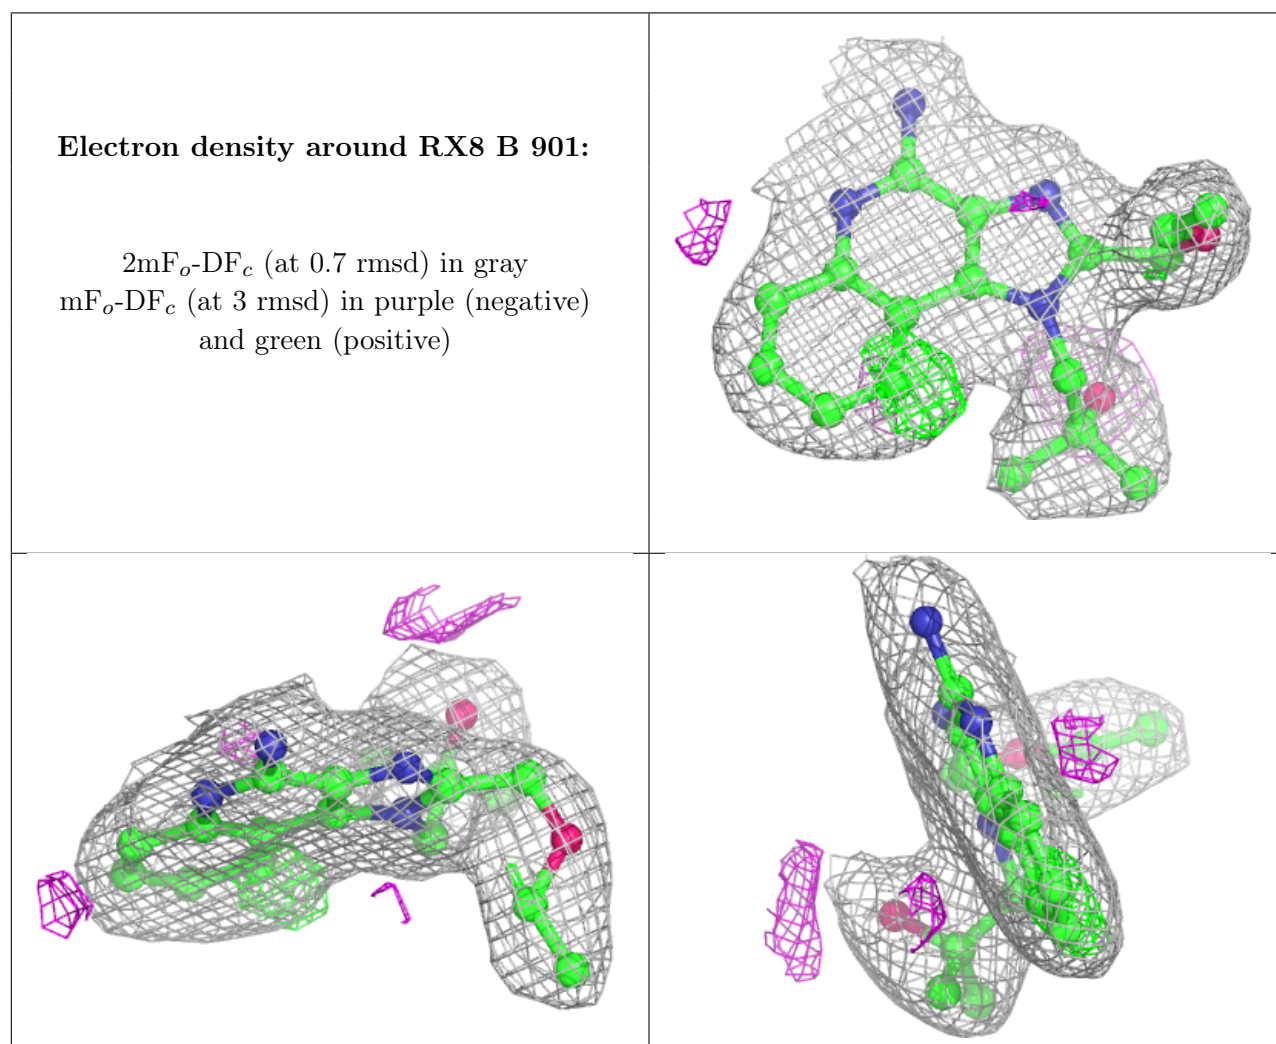 Electron density around RX8 B 901:
2mFo-DFc (at 0.7 rmsd) in gray
mFo-DFc (at 3 rmsd) in purple (negative)
and green (positive)